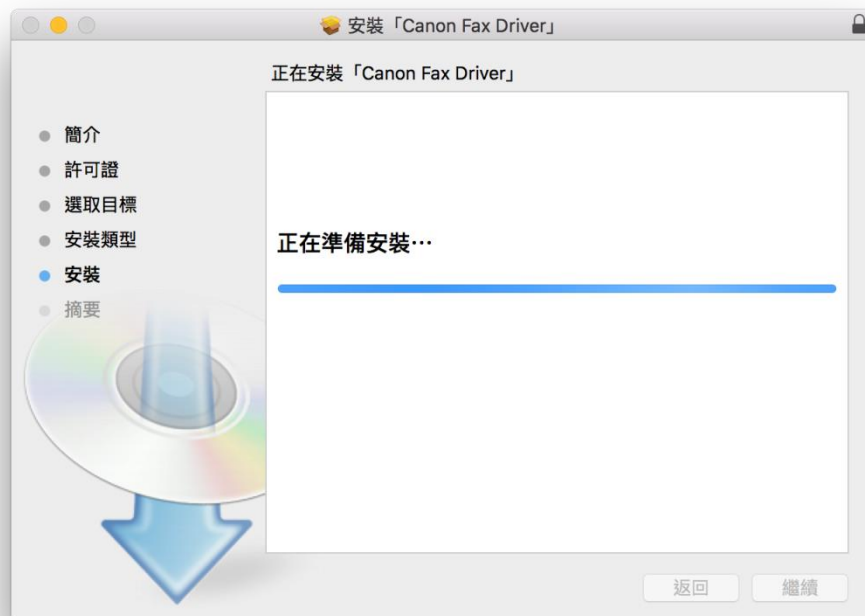 安裝「Canon Fax Driver」
正在安裝「Canon Fax Driver」
簡介
許可證
選取目標
安裝類型
安裝
摘要
正在準備安裝⋯
返回
繼續